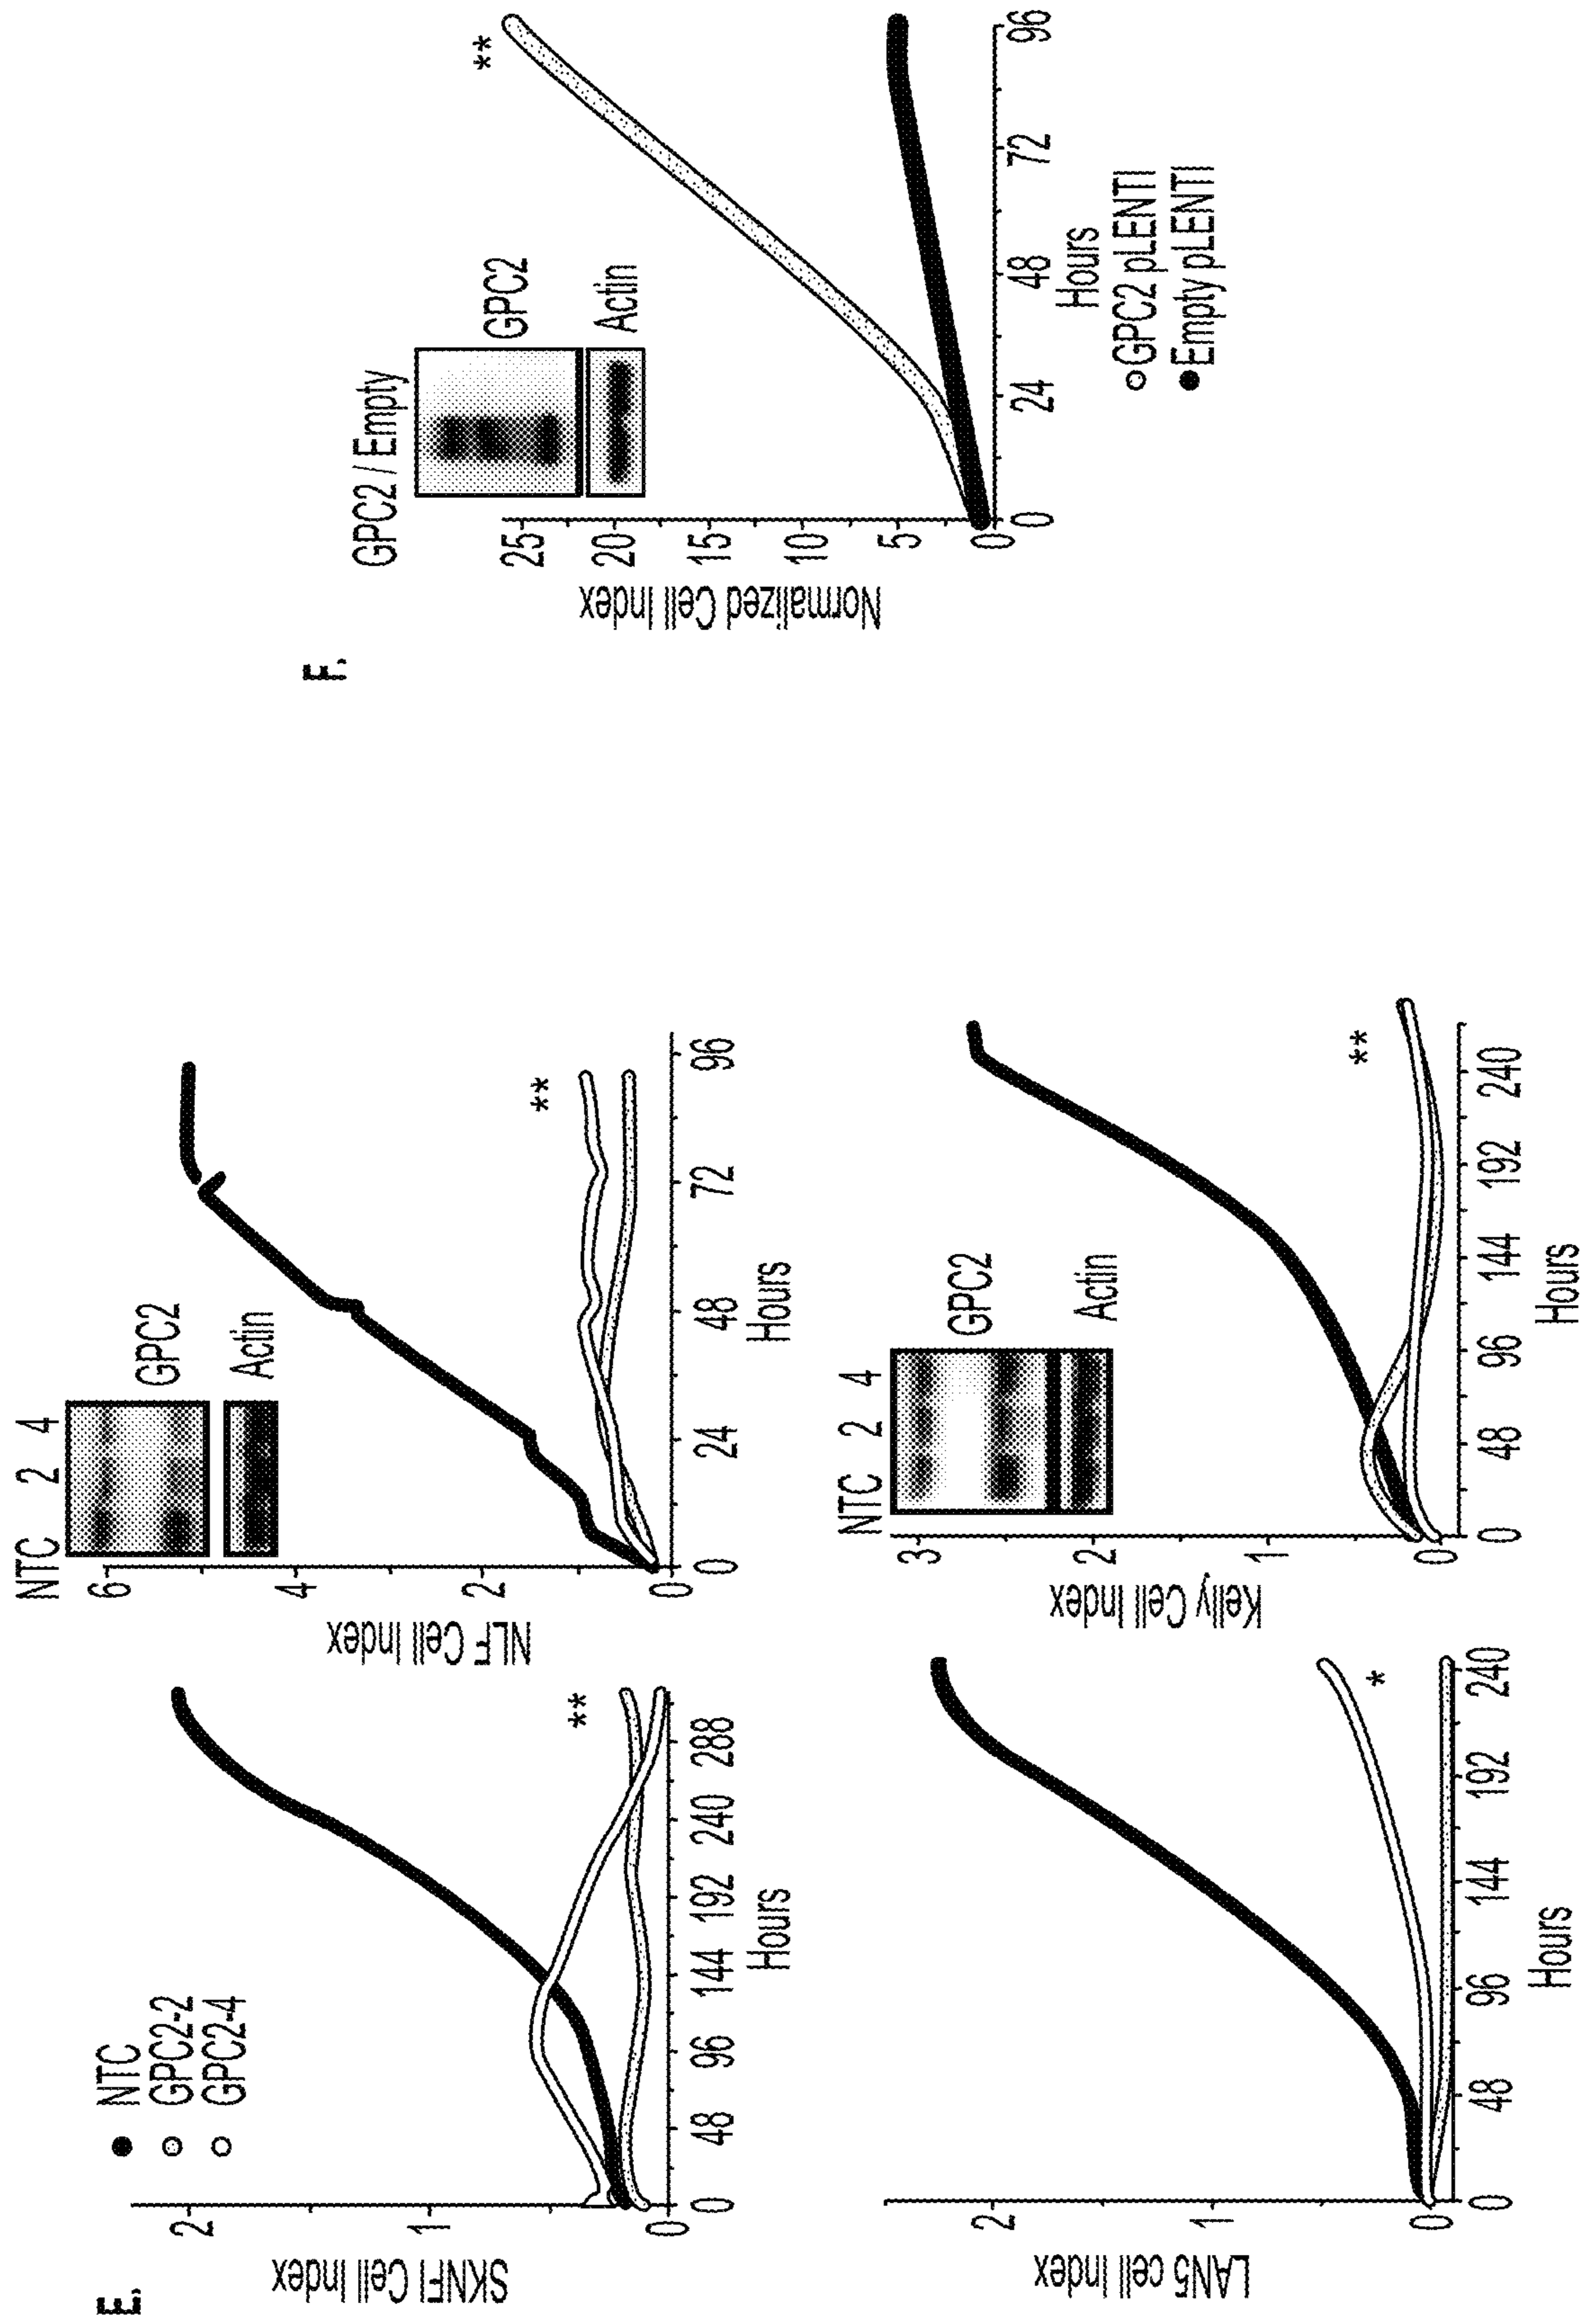 E.
NTC
GPC2-2
GPC2-4
SKNFI Cell Index
2
1
0
0 48 96 144 192 240 288
Hours
**
NTC 2 4
GPC2
Actin
NLF Cell Index
6
4
2
0
0 24 48 72 96
Hours
**
LAN5 cell Index
2
1
0
0 48 96 144 192 240
Hours
*
NTC 2 4
GPC2
Actin
Kelly Cell Index
3
2
1
0
0 48 96 144 192 240
Hours
**
F.
GPC2 / Empty
GPC2
Actin
Normalized Cell Index
25
20
15
10
5
0
0 24 48 72 96
Hours
**
GPC2 pLENTI
Empty pLENTI